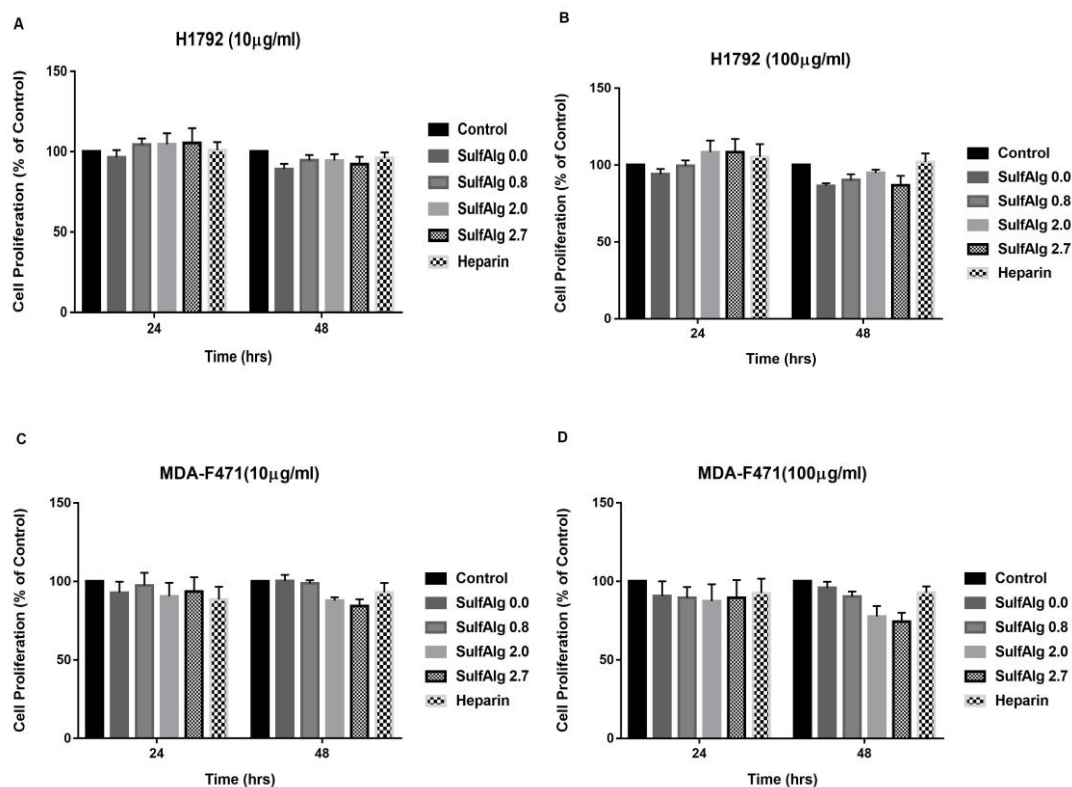 A
H1792 (10μg/ml)
Cell Proliferation (% of Control)
150
100
50
0
24
48
Time (hrs)
Control
SulfAlg 0.0
SulfAlg 0.8
SulfAlg 2.0
SulfAlg 2.7
Heparin
B
H1792 (100μg/ml)
Cell Proliferation (% of Control)
150
100
50
0
24
48
Time (hrs)
Control
SulfAlg 0.0
SulfAlg 0.8
SulfAlg 2.0
SulfAlg 2.7
Heparin
C
MDA-F471(10μg/ml)
Cell Proliferation (% of Control)
150
100
50
0
24
48
Time (hrs)
Control
SulfAlg 0.0
SulfAlg 0.8
SulfAlg 2.0
SulfAlg 2.7
Heparin
D
MDA-F471(100μg/ml)
Cell Proliferation (% of Control)
150
100
50
0
24
48
Time (hrs)
Control
SulfAlg 0.0
SulfAlg 0.8
SulfAlg 2.0
SulfAlg 2.7
Heparin